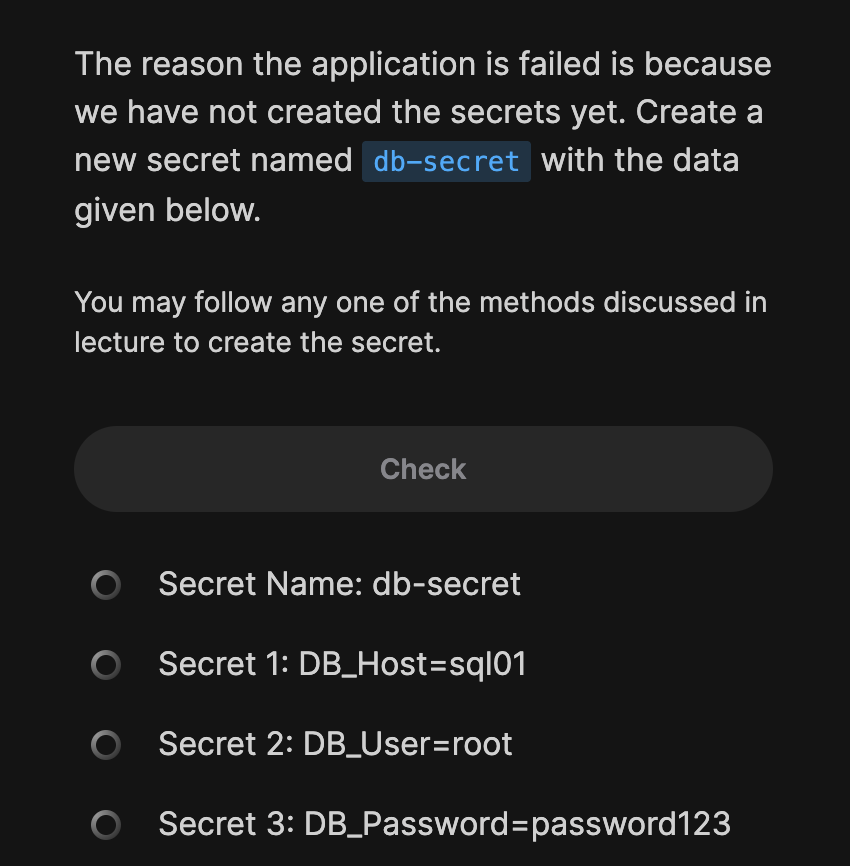 The reason the application is failed is because
we have not created the secrets yet. Create a
new secret named db-secret with the data
given below.
You may follow any one of the methods discussed in
lecture to create the secret.
Check
Secret Name: db-secret
Secret 1: DB_Host=sql01
Secret 2: DB_User=root
Secret 3: DB_Password=password123